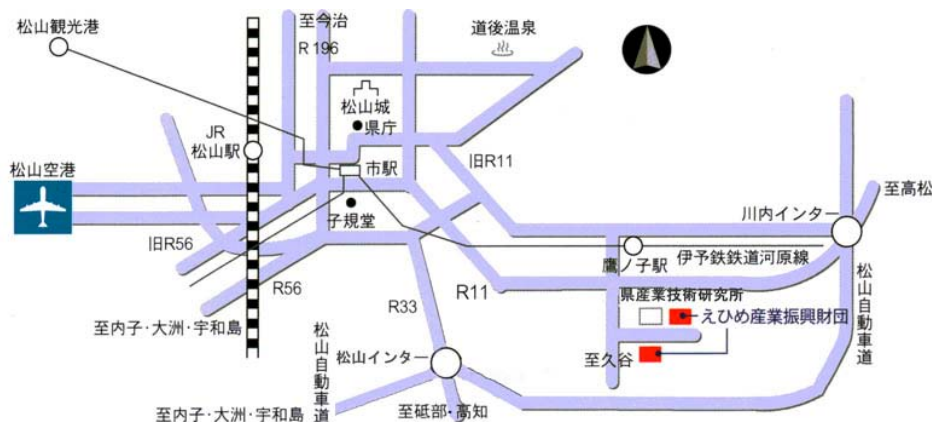 至今治
R 196
道後温泉
松山観光港
松山城
県庁
JR
松山駅
市駅
旧R11
松山空港
至高松
子規堂
川内インター
旧R56
鷹ノ子駅
伊予鉄鉄道河原線
R56
R11
県産業技術研究所
R33
えひめ産業振興財団
至内子・大洲・宇和島
松山自動車道
松山自動車道
松山インター
至久谷
至内子・大洲・宇和島
至砥部・高知